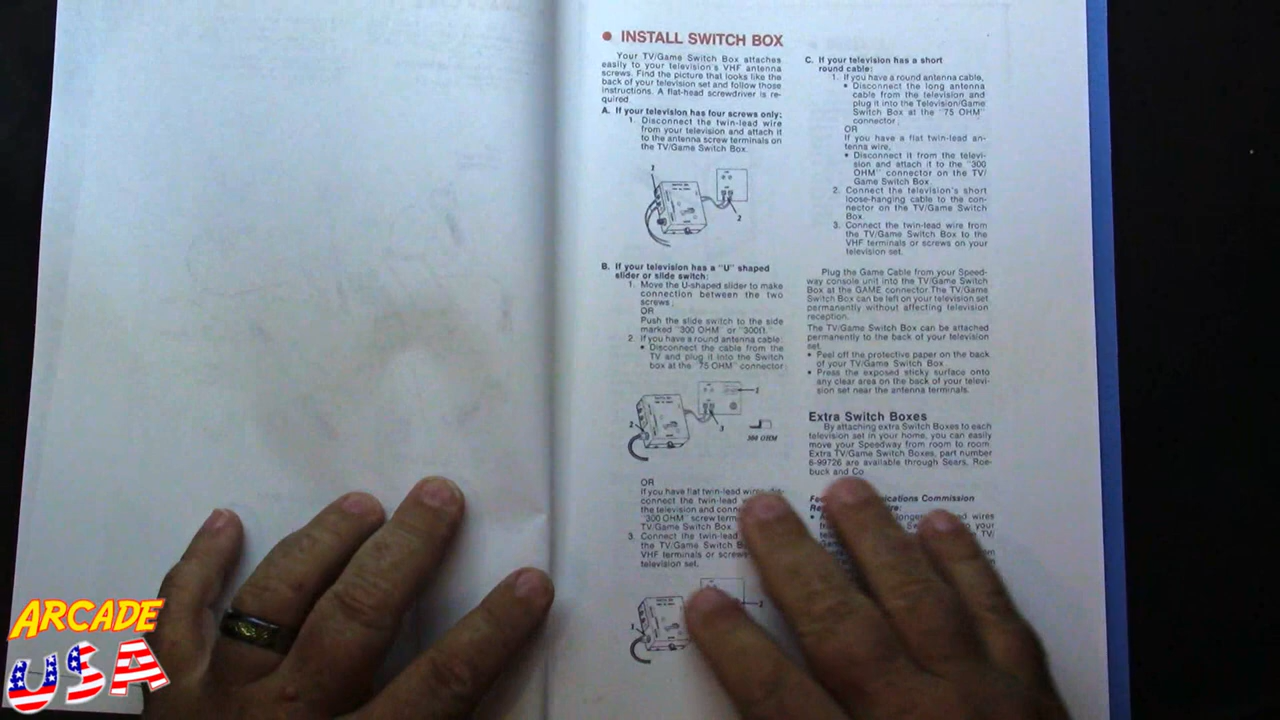 • INSTALL SWITCH BOX
Your TV/Game Switch Box attaches
easily to your television's VHF antenna
screws. Find the picture that looks like the
back of your television set and follow those
instructions. A flat-head screwdriver is re-
quired.
A. If your television has four screws only:
1. Disconnect the twin-lead wire
from your television and attach it
to the antenna screw terminals on
the TV/Game Switch Box.
1
2
B. If your television has a "U" shaped
slider or slide switch:
1. Move the U-shaped slider to make
connection between the two
screws;
OR
Push the slide switch to the side
marked "300 OHM" or "300Ω."
2. If you have a round antenna cable:
• Disconnect the cable from the
TV and plug it into the Switch
box at the "75 OHM" connector
1
2
3
300 OHM
OR
If you have flat twin-lead wires, dis-
connect the twin-lead
the television and
"300 OHM" screw
TV/Game Switch Box.
3. Connect the twin-lead
the TV/Game Switch
VHF terminals or screws
television set.
2
C. If your television has a short
round cable:
1. If you have a round antenna cable,
• Disconnect the long antenna
cable from the television and
plug it into the Television/Game
Switch Box at the "75 OHM"
connector;
OR
If you have a flat twin-lead an-
tenna wire,
• Disconnect it from the televi-
sion and attach it to the "300
OHM" connector on the TV/
Game Switch Box.
2. Connect the television's short
loose-hanging cable to the con-
nector on the TV/Game Switch
Box.
3. Connect the twin-lead wire from
the TV/Game Switch Box to the
VHF terminals or screws on your
television set.
Plug the Game Cable from your Speed-
way console unit into the TV/Game Switch
Box at the GAME connector. The TV/Game
Switch Box can be left on your television set
permanently without affecting television
reception.
The TV/Game Switch Box can be attached
permanently to the back of your television
set.
• Peel off the protective paper on the back
of your TV/Game Switch Box.
• Press the exposed sticky surface onto
any clear area on the back of your televi-
sion set near the antenna terminals.
Extra Switch Boxes
By attaching extra Switch Boxes to each
television set in your home, you can easily
move your Speedway from room to room.
Extra TV/Game Switch Boxes, part number
6-99726 are available through Sears, Roe-
buck and Co.
Commission
wires
your
TV/
ARCADE
USA